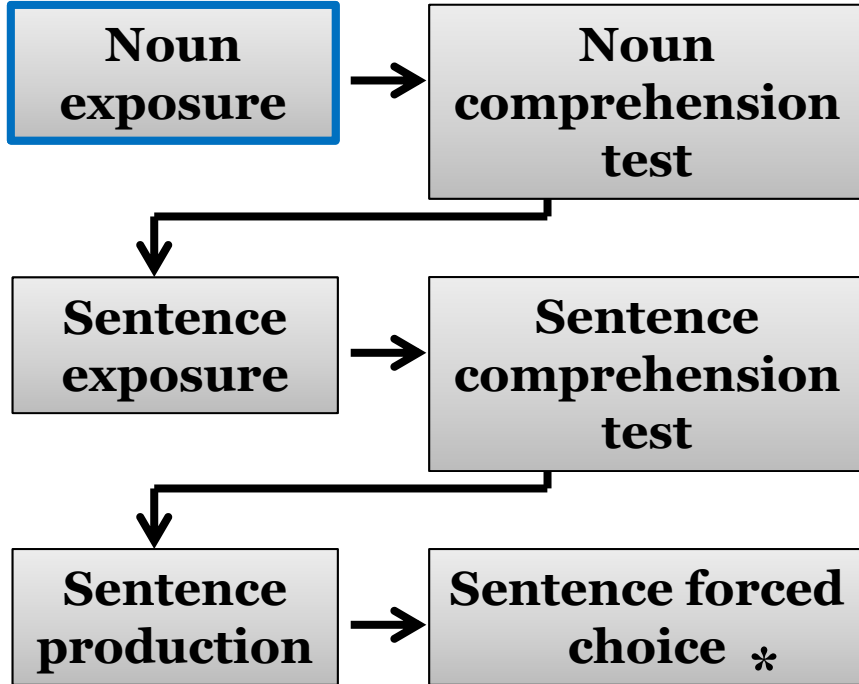 Noun
exposure
Noun
comprehension
test
Sentence
exposure
Sentence
comprehension
test
Sentence
production
Sentence forced
choice *